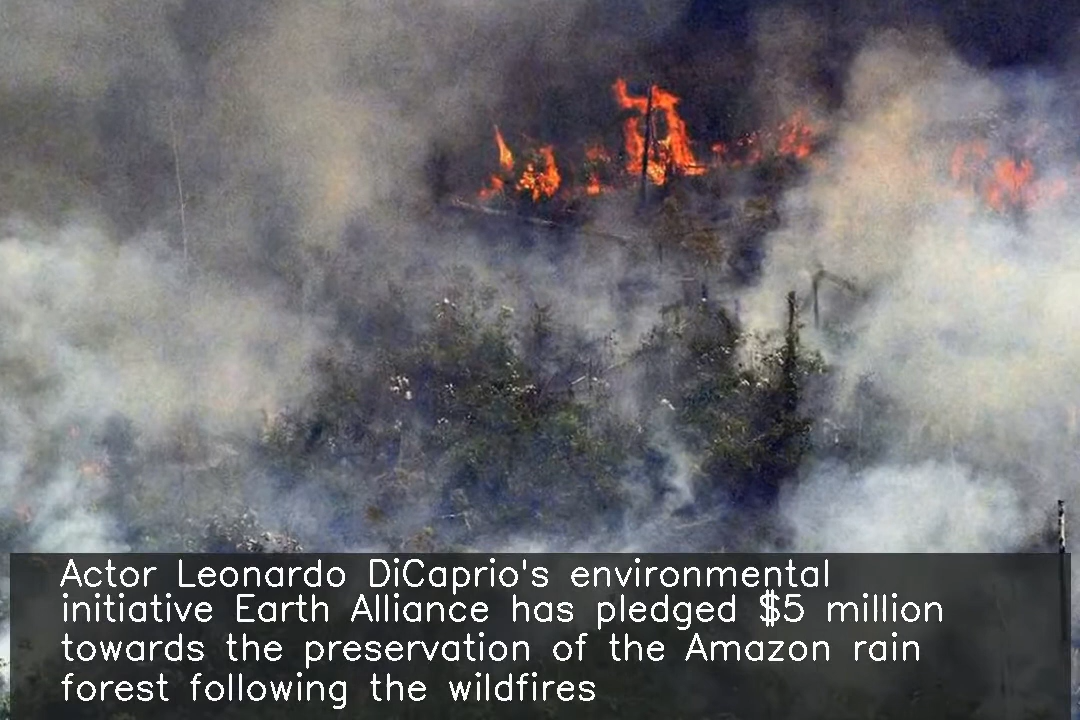 Actor Leonardo DiCaprio's environmental
initiative Earth Alliance has pledged $5 million
towards the preservation of the Amazon rain
forest following the wildfires